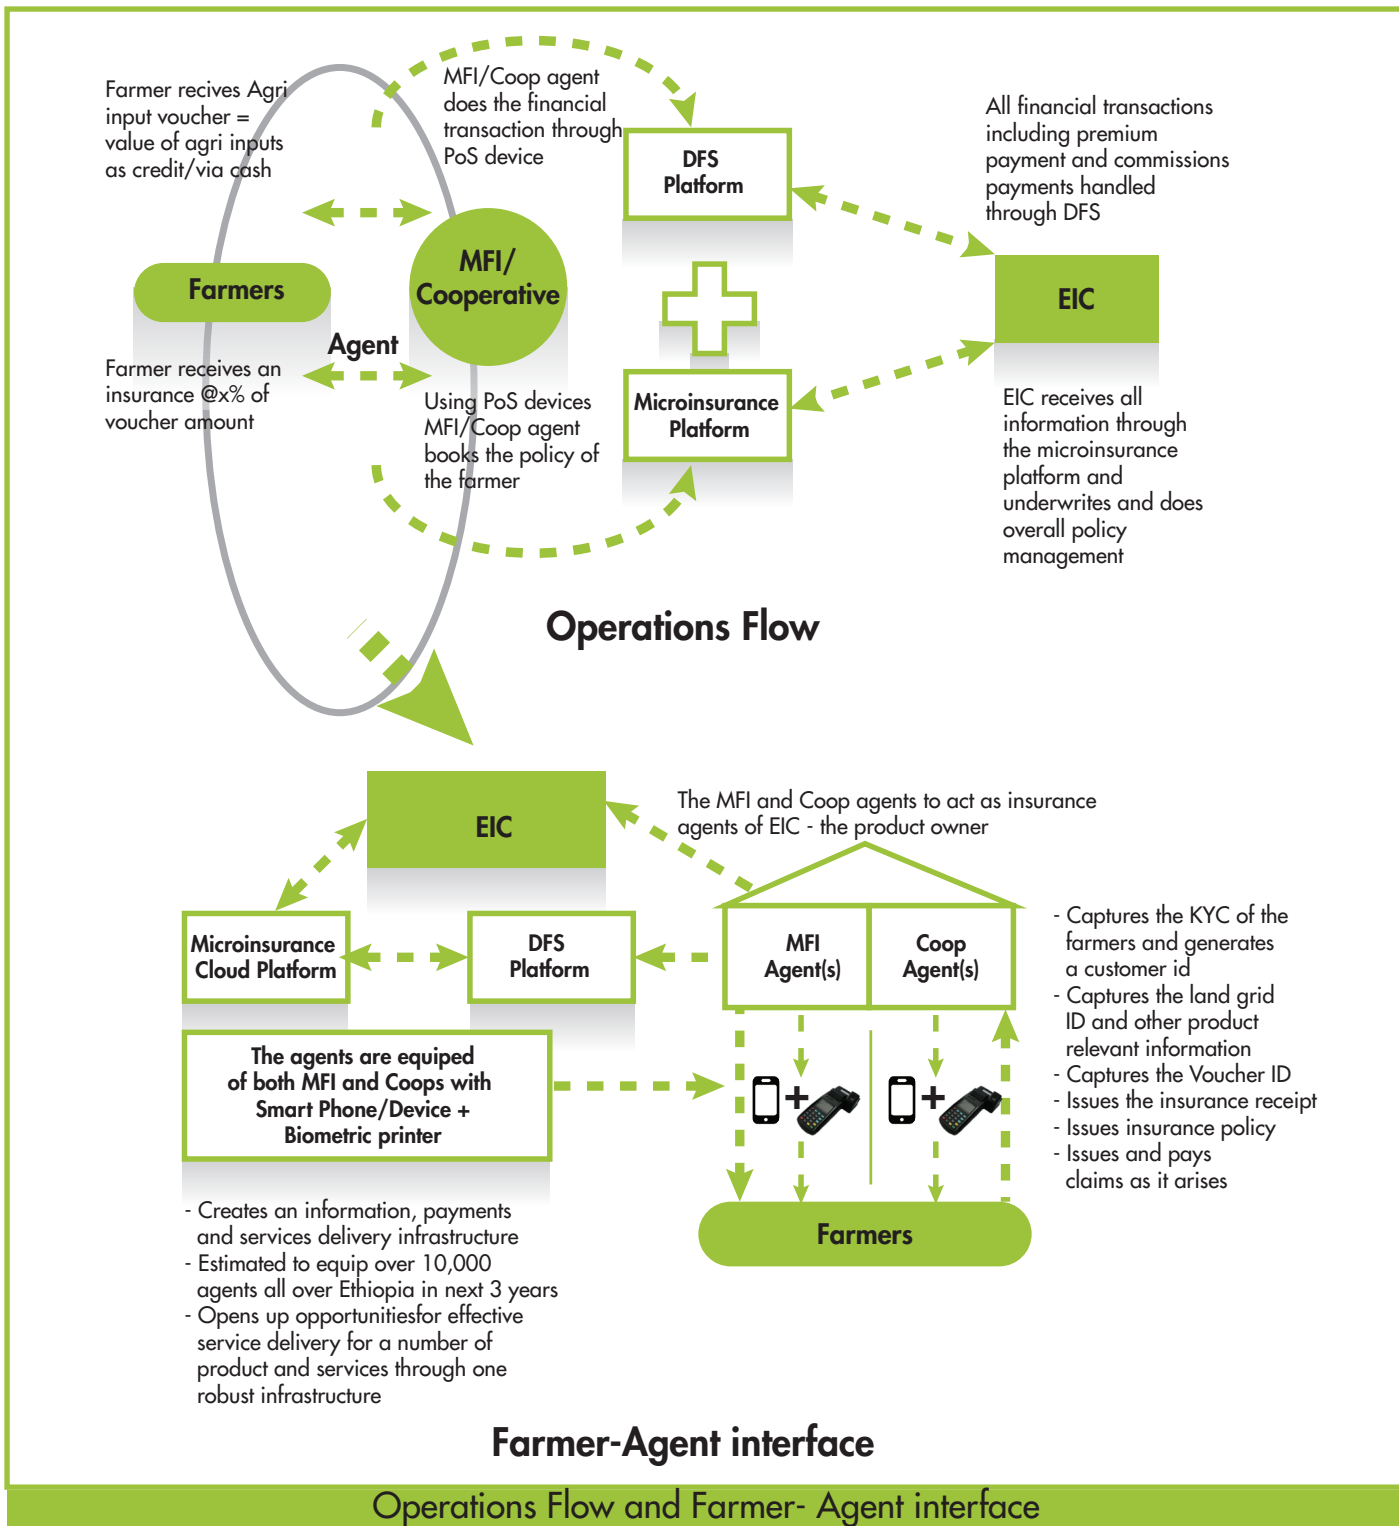 Farmer recives Agri
input voucher =
value of agri inputs
as credit/via cash
MFI/Coop agent
does the financial
transaction through
PoS device
DFS
Platform
All financial transactions
including premium
payment and commissions
payments handled
through DFS
Farmers
MFI/
Cooperative
EIC
Agent
Farmer receives an
insurance @x% of
voucher amount
Using PoS devices
MFI/Coop agent
books the policy of
the farmer
Microinsurance
Platform
EIC receives all
information through
the microinsurance
platform and
underwrites and does
overall policy
management
Operations Flow
EIC
The MFI and Coop agents to act as insurance
agents of EIC - the product owner
Microinsurance
Cloud Platform
DFS
Platform
MFI
Agent(s)
Coop
Agent(s)
- Captures the KYC of the
farmers and generates
a customer id
- Captures the land grid
ID and other product
relevant information
- Captures the Voucher ID
- Issues the insurance receipt
- Issues insurance policy
- Issues and pays
claims as it arises
The agents are equiped
of both MFI and Coops with
Smart Phone/Device +
Biometric printer
- Creates an information, payments
and services delivery infrastructure
- Estimated to equip over 10,000
agents all over Ethiopia in next 3 years
- Opens up opportunitiesfor effective
service delivery for a number of
product and services through one
robust infrastructure
Farmers
Farmer-Agent interface
Operations Flow and Farmer- Agent interface